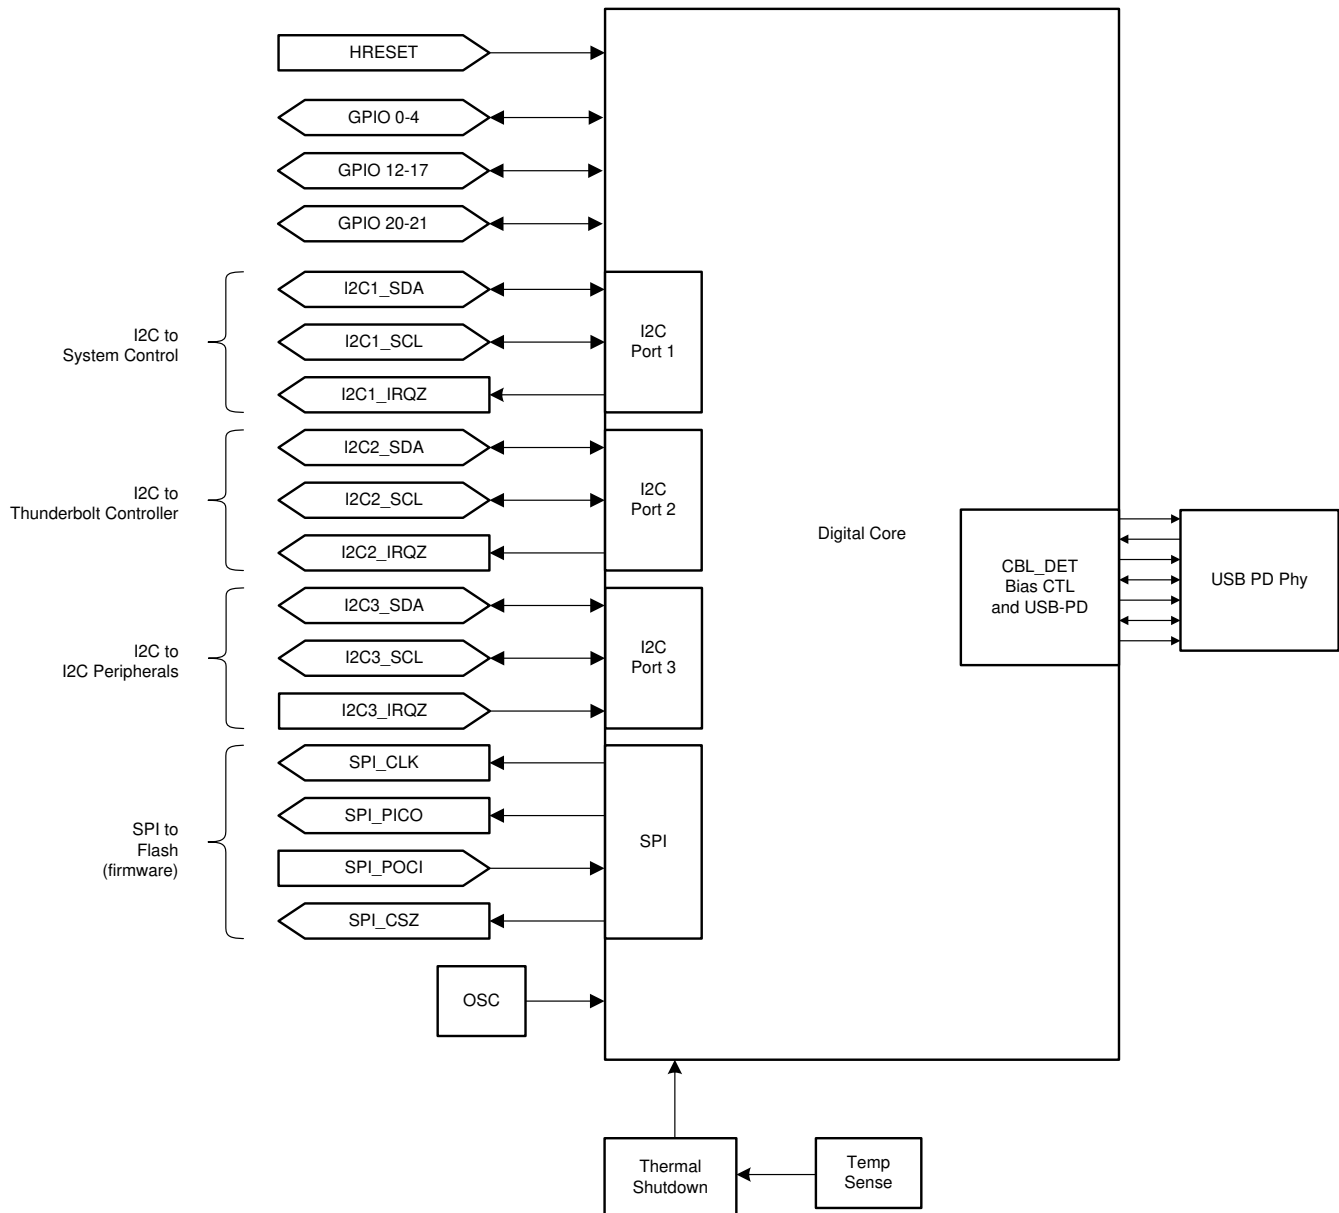 HRESET
GPIO 0-4
GPIO 12-17
GPIO 20-21
I2C to
System Control
I2C1_SDA
I2C1_SCL
I2C1_IRQZ
I2C
Port 1
I2C to
Thunderbolt Controller
I2C2_SDA
I2C2_SCL
I2C2_IRQZ
I2C
Port 2
I2C to
I2C Peripherals
I2C3_SDA
I2C3_SCL
I2C3_IRQZ
I2C
Port 3
SPI to
Flash
(firmware)
SPI_CLK
SPI_PICO
SPI_POCI
SPI_CSZ
SPI
OSC
Digital Core
CBL_DET
Bias CTL
and USB-PD
USB PD Phy
Thermal
Shutdown
Temp
Sense